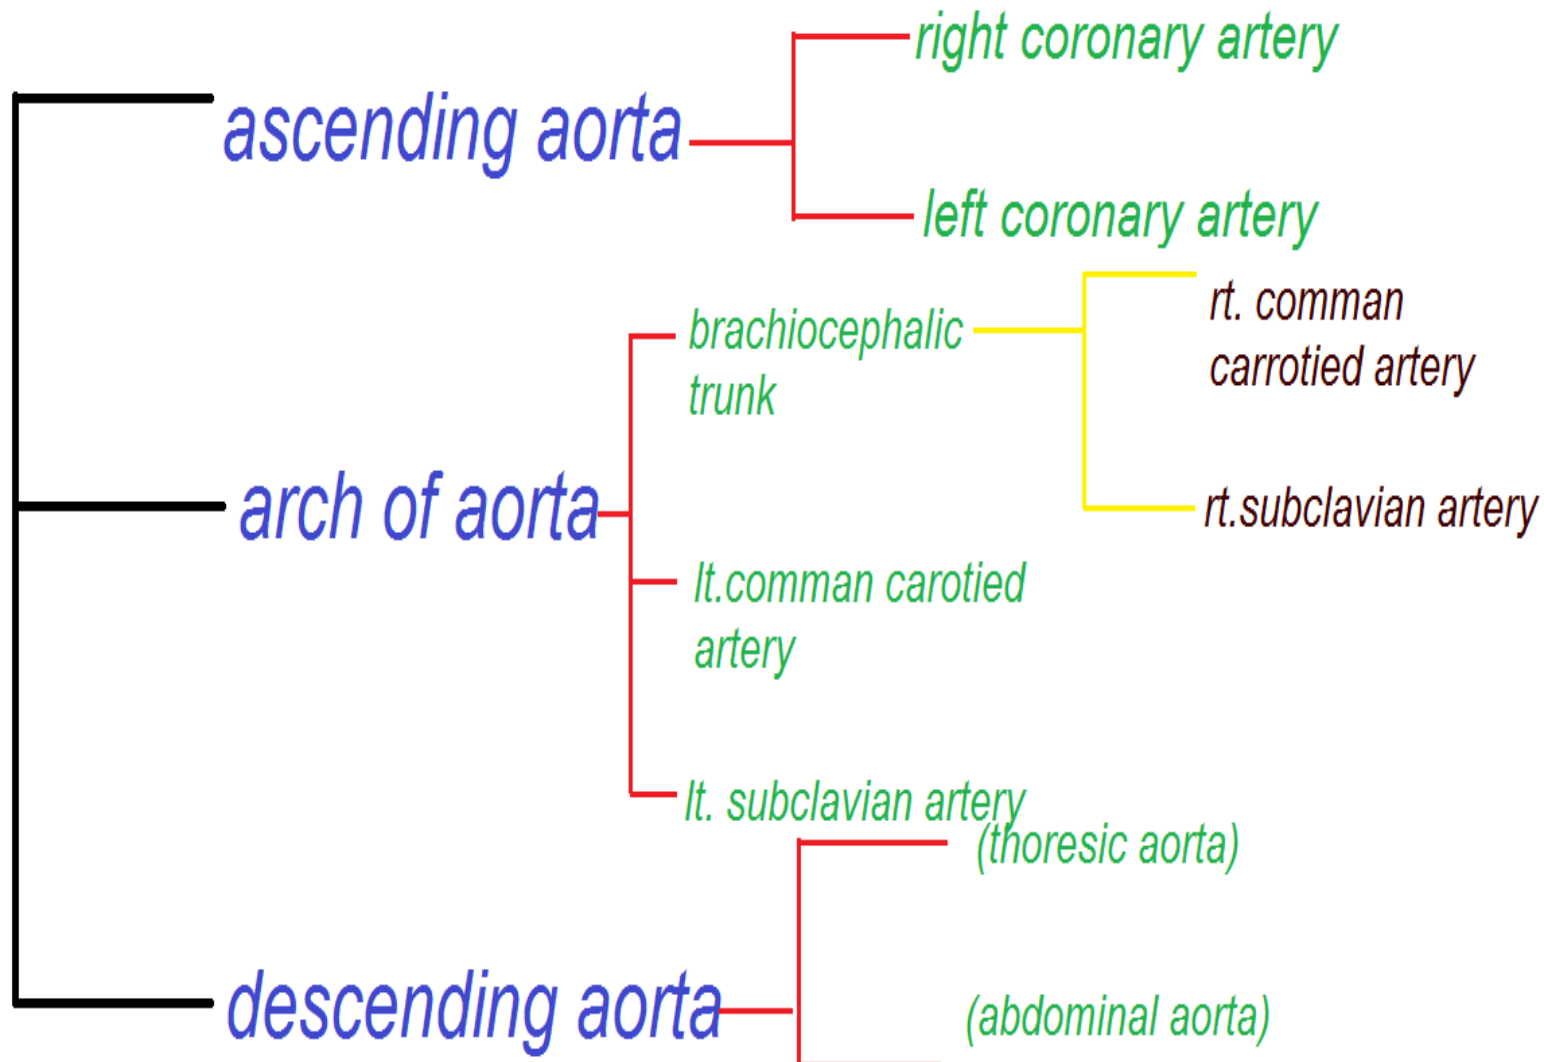 right coronary artery
ascending aorta
left coronary artery
brachiocephalic
trunk
rt. comman
carrotied artery
rt.subclavian artery
arch of aorta
lt.comman carotied
artery
lt. subclavian artery
(thoresic aorta)
descending aorta
(abdominal aorta)